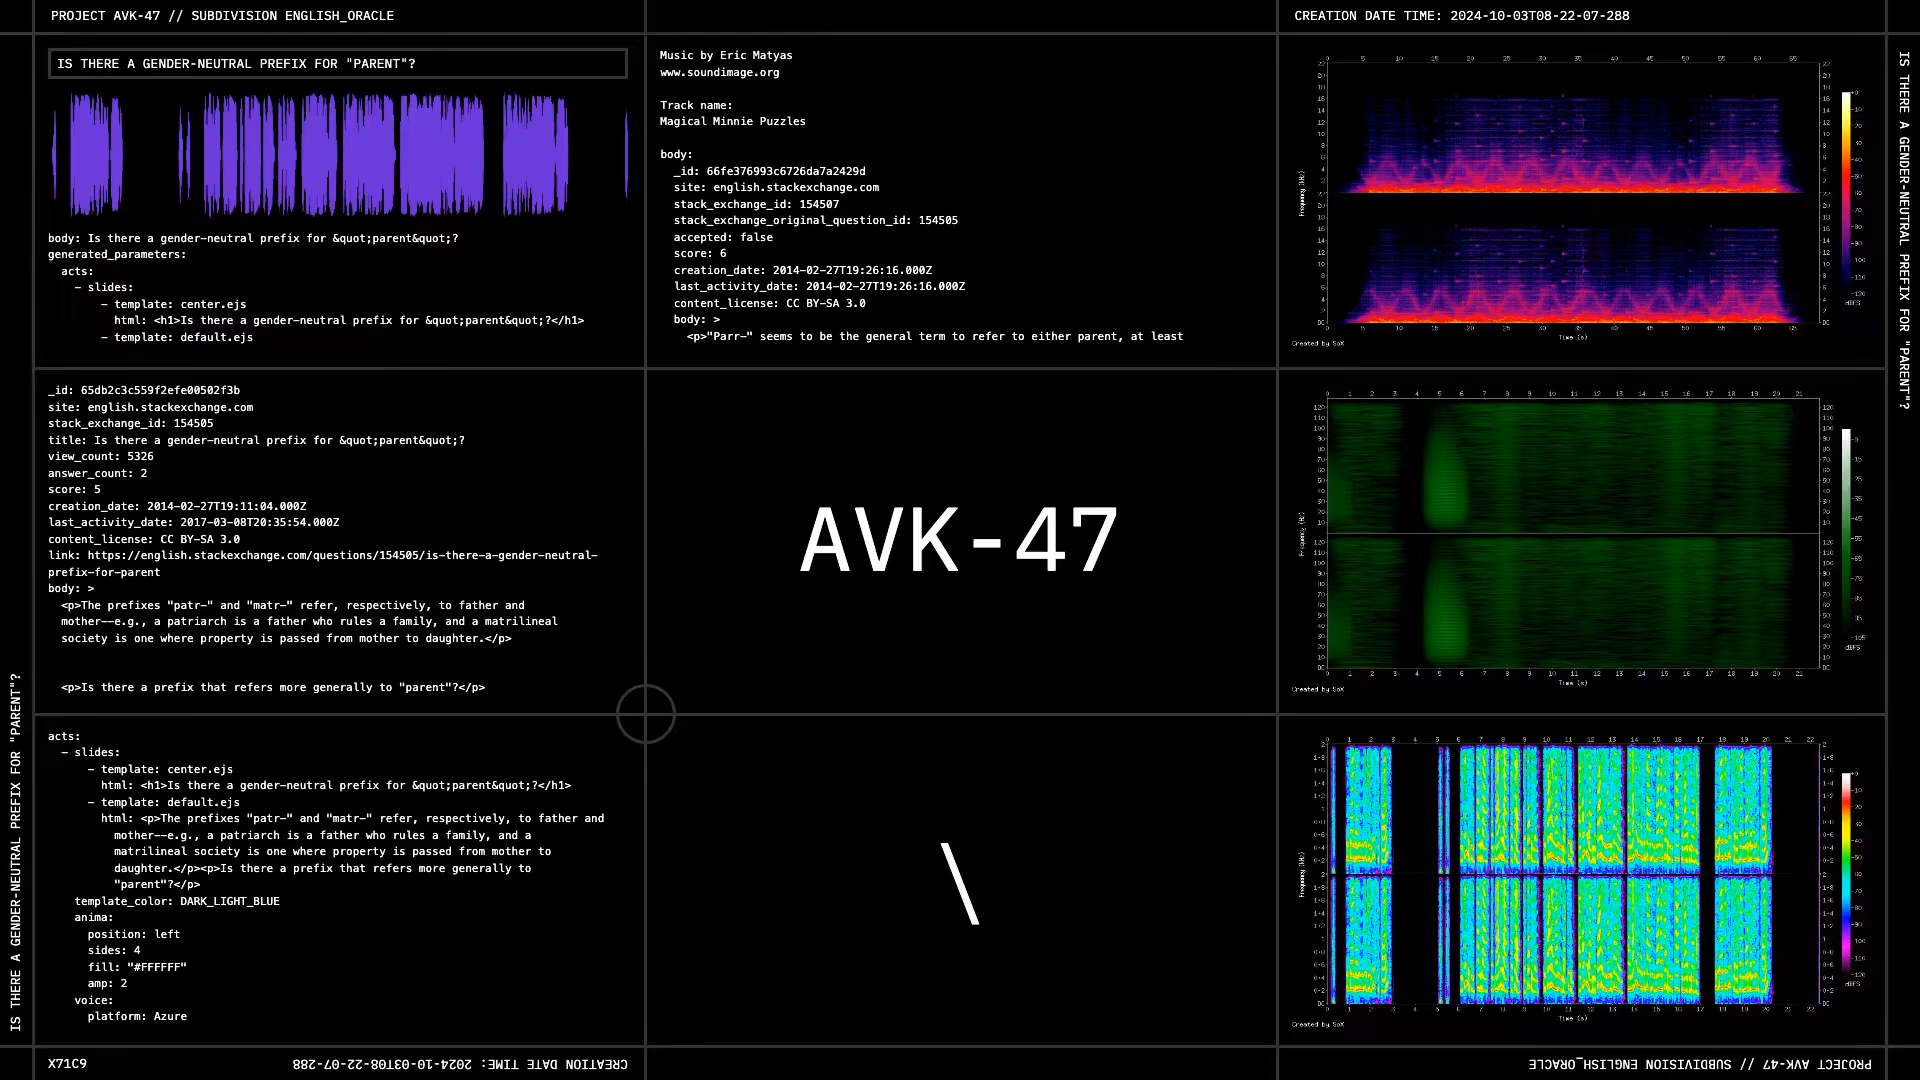 PROJECT AVK-47 // SUBDIVISION ENGLISH_ORACLE
CREATION DATE TIME: 2024-10-03T08-22-07-288
IS THERE A GENDER-NEUTRAL PREFIX FOR "PARENT"?
body: Is there a gender-neutral prefix for &quot;parent&quot;?
generated_parameters:
acts:
- slides:
- template: center.ejs
html: <h1>Is there a gender-neutral prefix for &quot;parent&quot;?</h1>
- template: default.ejs
Music by Eric Matyas
www.soundimage.org
Track name:
Magical Minnie Puzzles
body:
_id: 66fe376993c6726da7a2429d
site: english.stackexchange.com
stack_exchange_id: 154507
stack_exchange_original_question_id: 154505
accepted: false
score: 6
creation_date: 2014-02-27T19:26:16.000Z
last_activity_date: 2014-02-27T19:26:16.000Z
content_license: CC BY-SA 3.0
body: >
<p>"Parr-" seems to be the general term to refer to either parent, at least
Frequency (kHz)
Time (s)
dBFS
Created by SoX
IS THERE A GENDER-NEUTRAL PREFIX FOR "PARENT"?
_id: 65db2c3c559f2efe00502f3b
site: english.stackexchange.com
stack_exchange_id: 154505
title: Is there a gender-neutral prefix for &quot;parent&quot;?
view_count: 5326
answer_count: 2
score: 5
creation_date: 2014-02-27T19:11:04.000Z
last_activity_date: 2017-03-08T20:35:54.000Z
content_license: CC BY-SA 3.0
link: https://english.stackexchange.com/questions/154505/is-there-a-gender-neutral-
prefix-for-parent
body: >
<p>The prefixes "patr-" and "matr-" refer, respectively, to father and
mother--e.g., a patriarch is a father who rules a family, and a matrilineal
society is one where property is passed from mother to daughter.</p>
<p>Is there a prefix that refers more generally to "parent"?</p>
AVK-47
Frequency (Hz)
Time (s)
dBFS
Created by SoX
acts:
- slides:
- template: center.ejs
html: <h1>Is there a gender-neutral prefix for &quot;parent&quot;?</h1>
- template: default.ejs
html: <p>The prefixes "patr-" and "matr-" refer, respectively, to father and
mother--e.g., a patriarch is a father who rules a family, and a
matrilineal society is one where property is passed from mother to
daughter.</p><p>Is there a prefix that refers more generally to
"parent"?</p>
template_color: DARK_LIGHT_BLUE
anima:
position: left
sides: 4
fill: "#FFFFFF"
amp: 2
voice:
platform: Azure
\
Frequency (kHz)
Time (s)
dBFS
Created by SoX
IS THERE A GENDER-NEUTRAL PREFIX FOR "PARENT"?
X71C9
CREATION DATE TIME: 2024-10-03T08-22-07-288
PROJECT AVK-47 // SUBDIVISION ENGLISH_ORACLE